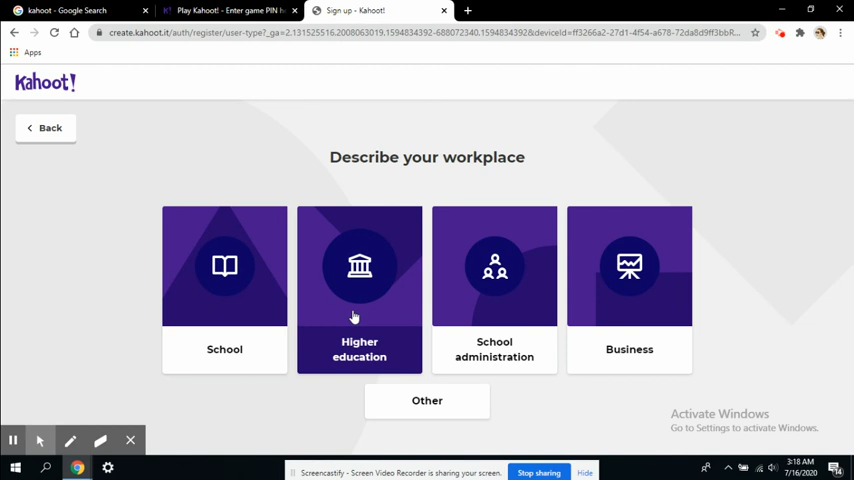 kahoot - Google Search
Play Kahoot! - Enter game PIN h
Sign up - Kahoot!
create.kahoot.it/auth/register/user-type?_ga=2.131525516.2008063019.1594834392-688072340.1594834392&deviceId=ff3266a2-27d1-4f54-a678-72da8d9ff3bbR...
Apps
Kahoot!
Back
Describe your workplace
School
Higher
education
School
administration
Business
Other
Activate Windows
Go to Settings to activate Windows.
Screencastify - Screen Video Recorder is sharing your screen.
Stop sharing
Hide
3:18 AM
7/16/2020
14